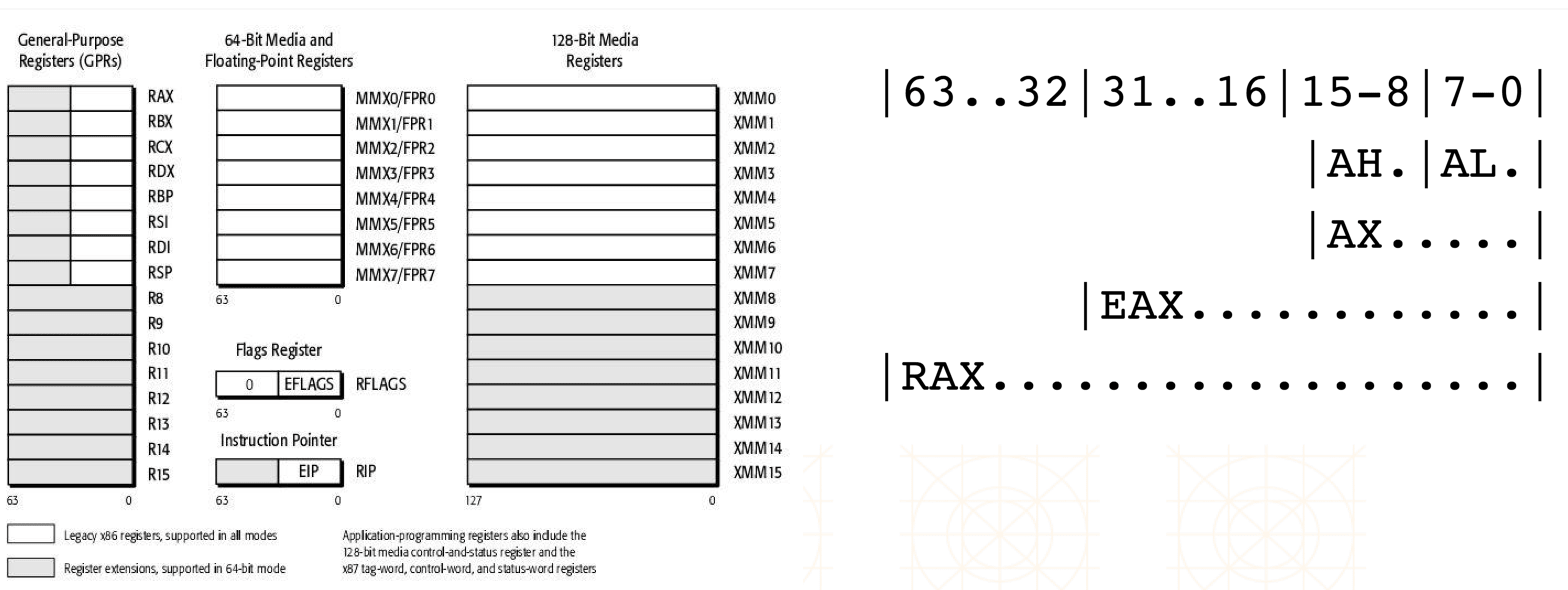 General-Purpose
Registers (GPRs)
RAX
RBX
RCX
RDX
RBP
RSI
RDI
RSP
R8
R9
R10
R11
R12
R13
R14
R15
63 0
64-Bit Media and
Floating-Point Registers
MMX0/FPR0
MMX1/FPR1
MMX2/FPR2
MMX3/FPR3
MMX4/FPR4
MMX5/FPR5
MMX6/FPR6
MMX7/FPR7
63 0
Flags Register
0 EFLAGS RFLAGS
63 0
Instruction Pointer
EIP RIP
63 0
128-Bit Media
Registers
XMM0
XMM1
XMM2
XMM3
XMM4
XMM5
XMM6
XMM7
XMM8
XMM9
XMM10
XMM11
XMM12
XMM13
XMM14
XMM15
127 0
Legacy x86 registers, supported in all modes
Register extensions, supported in 64-bit mode
Application-programming registers also include the
128-bit media control-and-status register and the
x87 tag-word, control-word, and status-word registers
|63..32|31..16|15-8|7-0|
|AH.|AL.|
|AX.....|
|EAX............|
|RAX...................|